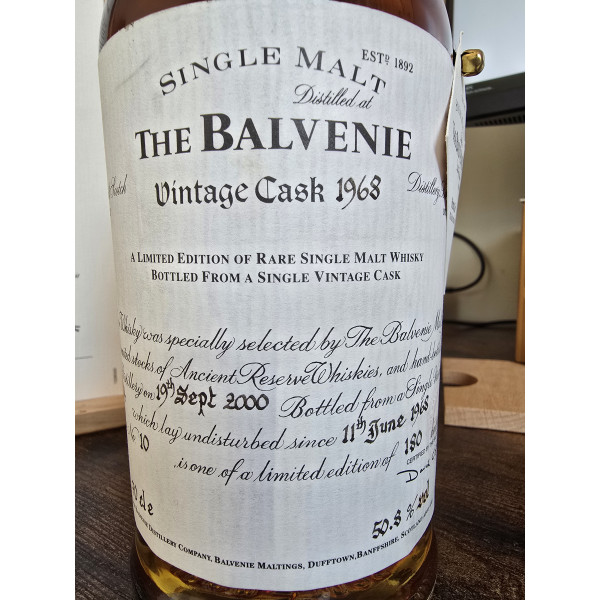 ESTD 1892
SINGLE MALT
Distilled at
THE BALVENIE
Vintage Cask 1968
A LIMITED EDITION OF RARE SINGLE MALT WHISKY
BOTTLED FROM A SINGLE VINTAGE CASK
Whisky was specially selected by The Balvenie
stocks of Ancient Reserve Whiskies, and
on 19th Sept 2000 Bottled from a Single
which lay undisturbed since 11th June 1968
No 10 is one of a limited edition of 180
50.8 % vol
DISTILLERY COMPANY, BALVENIE MALTINGS, DUFFTOWN, BANFFSHIRE,